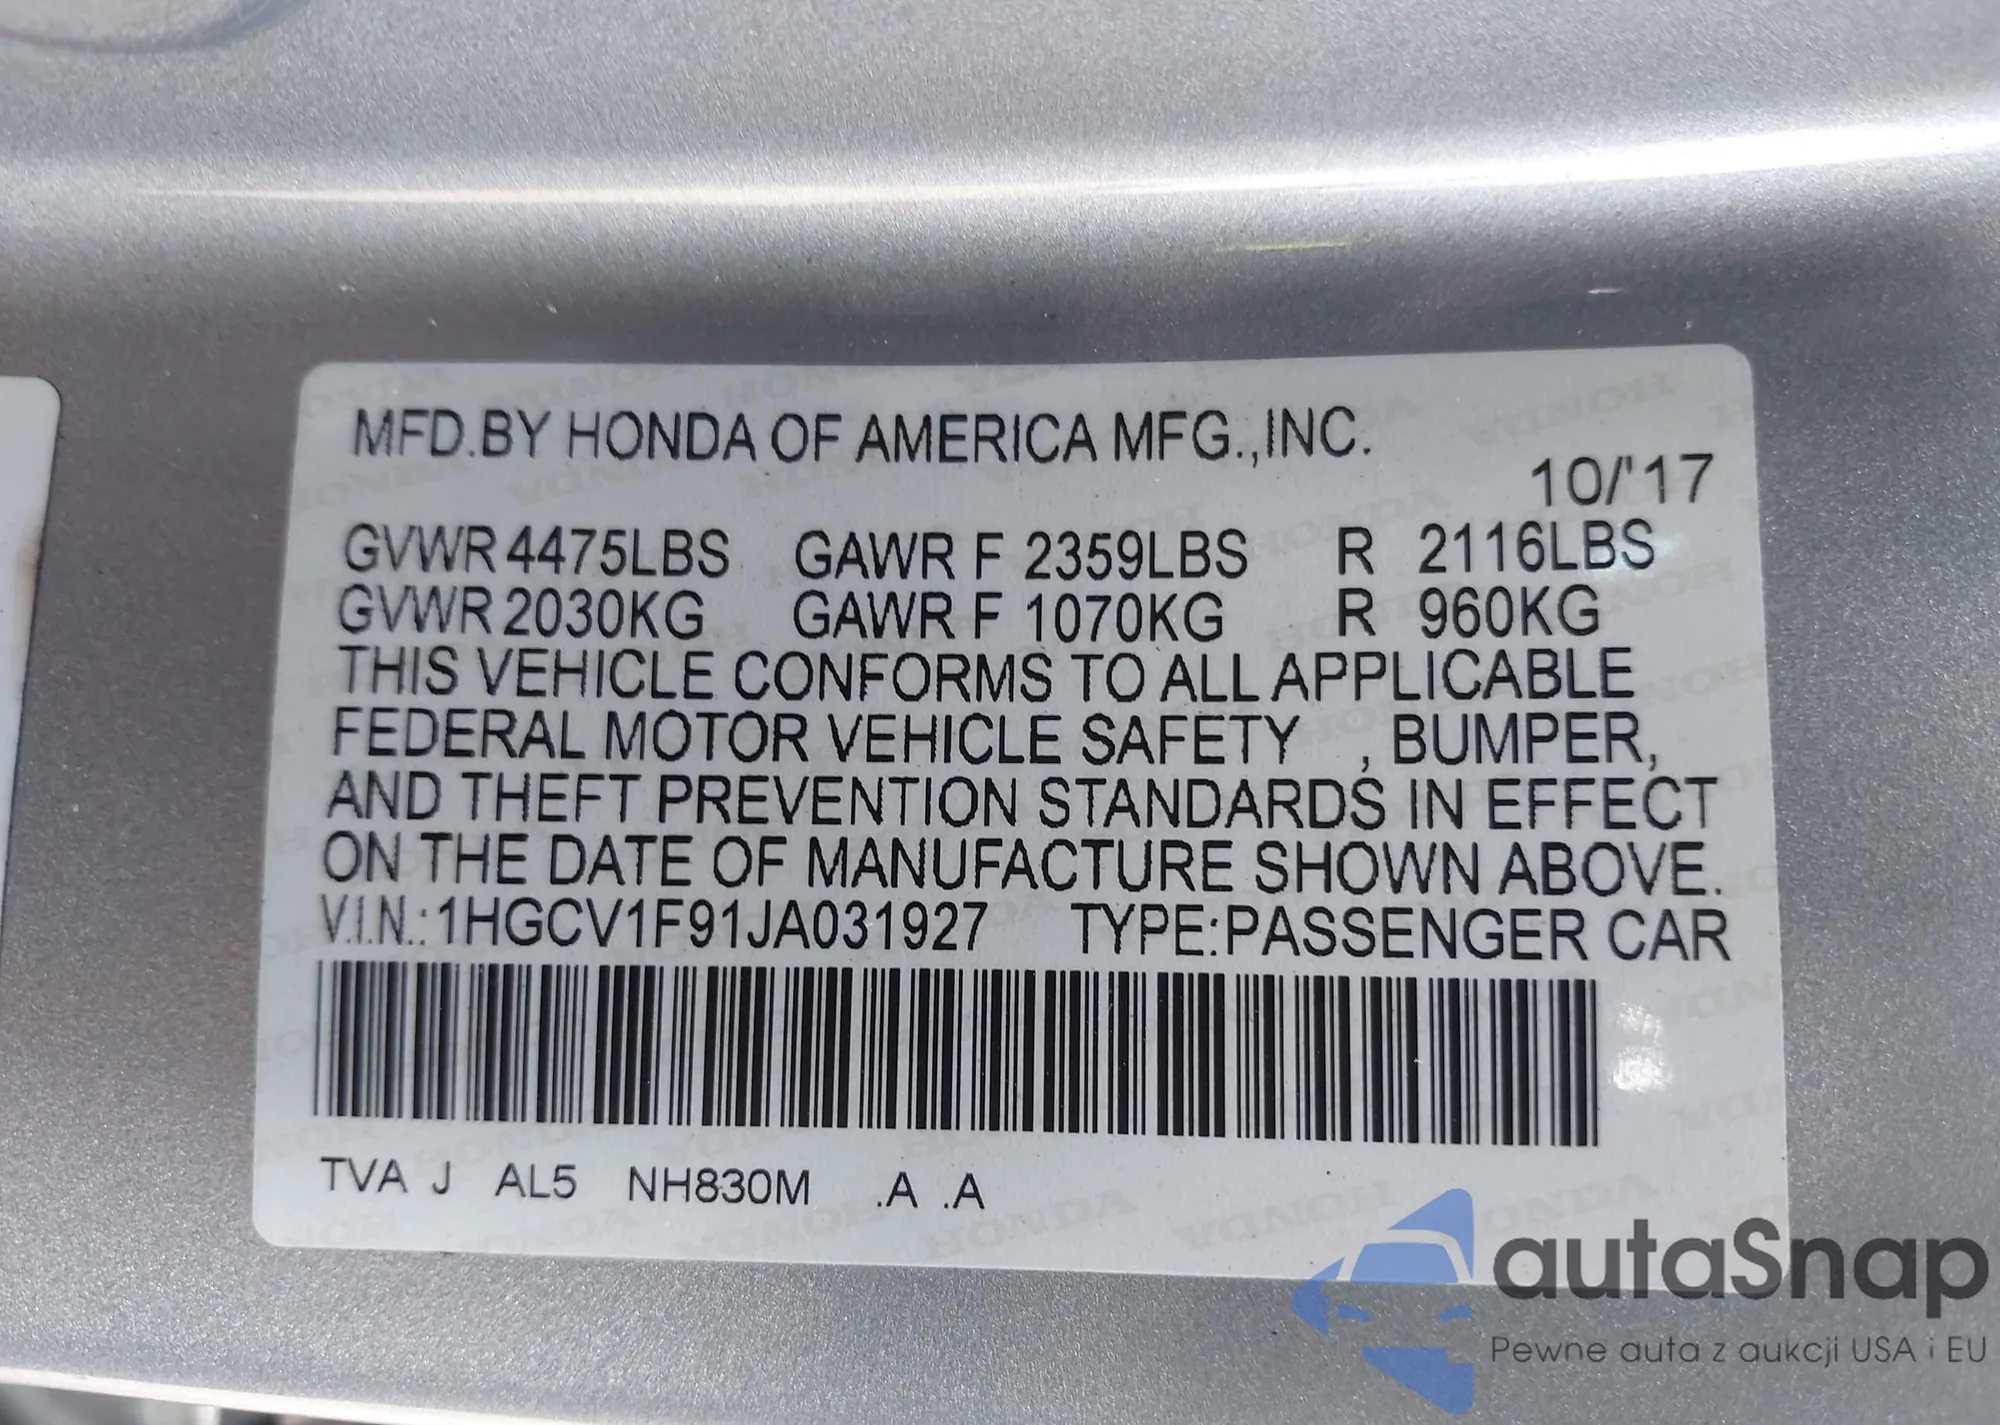 MFD.BY HONDA OF AMERICA MFG.,INC.
10/'17
GVWR 4475LBS GAWR F 2359LBS R 2116LBS
GVWR 2030KG GAWR F 1070KG R 960KG
THIS VEHICLE CONFORMS TO ALL APPLICABLE
FEDERAL MOTOR VEHICLE SAFETY , BUMPER,
AND THEFT PREVENTION STANDARDS IN EFFECT
ON THE DATE OF MANUFACTURE SHOWN ABOVE.
V.I.N.:1HGCV1F91JA031927 TYPE:PASSENGER CAR
TVA J AL5 NH830M .A .A
autaSnap
Pewne auta z aukcji USA i EU